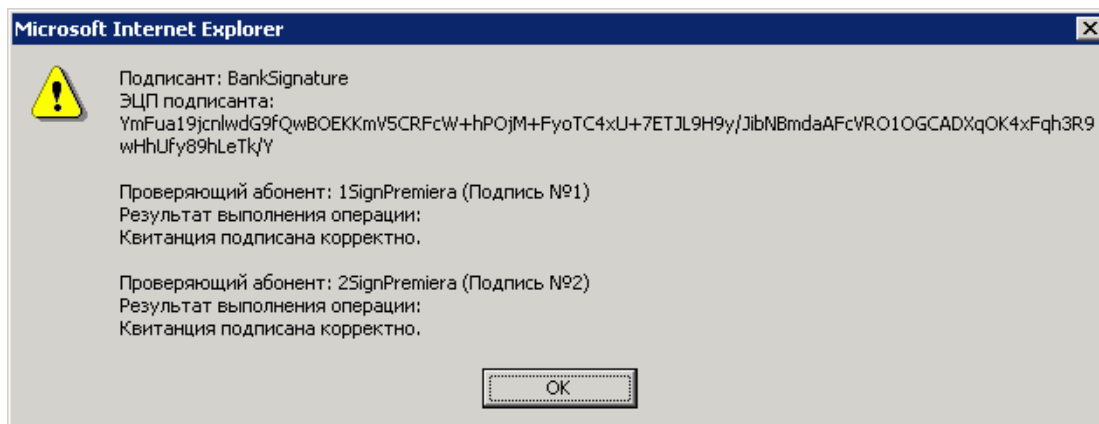 Microsoft Internet Explorer
Подписант: BankSignature
ЭЦП подписанта:
YmFua19jcnlwdG9fQwBOEKKmV5CRFcW+hPOjM+FyoTC4xU+7ETJL9H9y/JibNBmdaAFcVRO1OGCADXqOK4xFqh3R9
wHhUfy89hLeTk/Y
Проверяющий абонент: 1SignPremiera (Подпись №1)
Результат выполнения операции:
Квитанция подписана корректно.
Проверяющий абонент: 2SignPremiera (Подпись №2)
Результат выполнения операции:
Квитанция подписана корректно.
OK